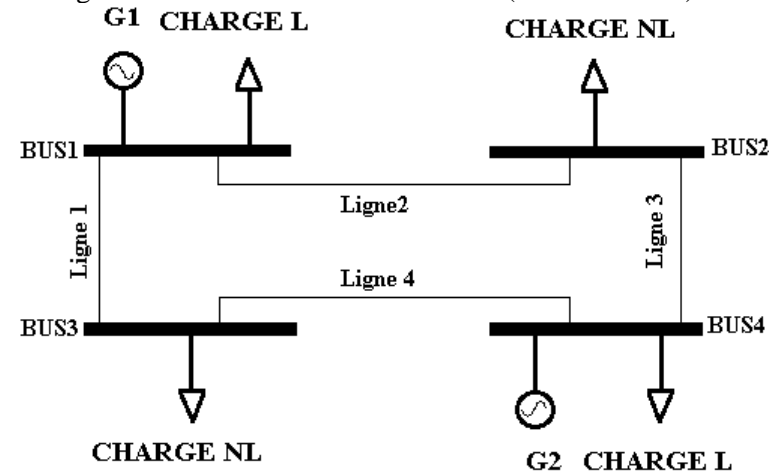 G1 CHARGE L
CHARGE NL
BUS1
BUS2
Ligne2
Ligne 1
Ligne 3
Ligne 4
BUS3
BUS4
CHARGE NL
G2 CHARGE L